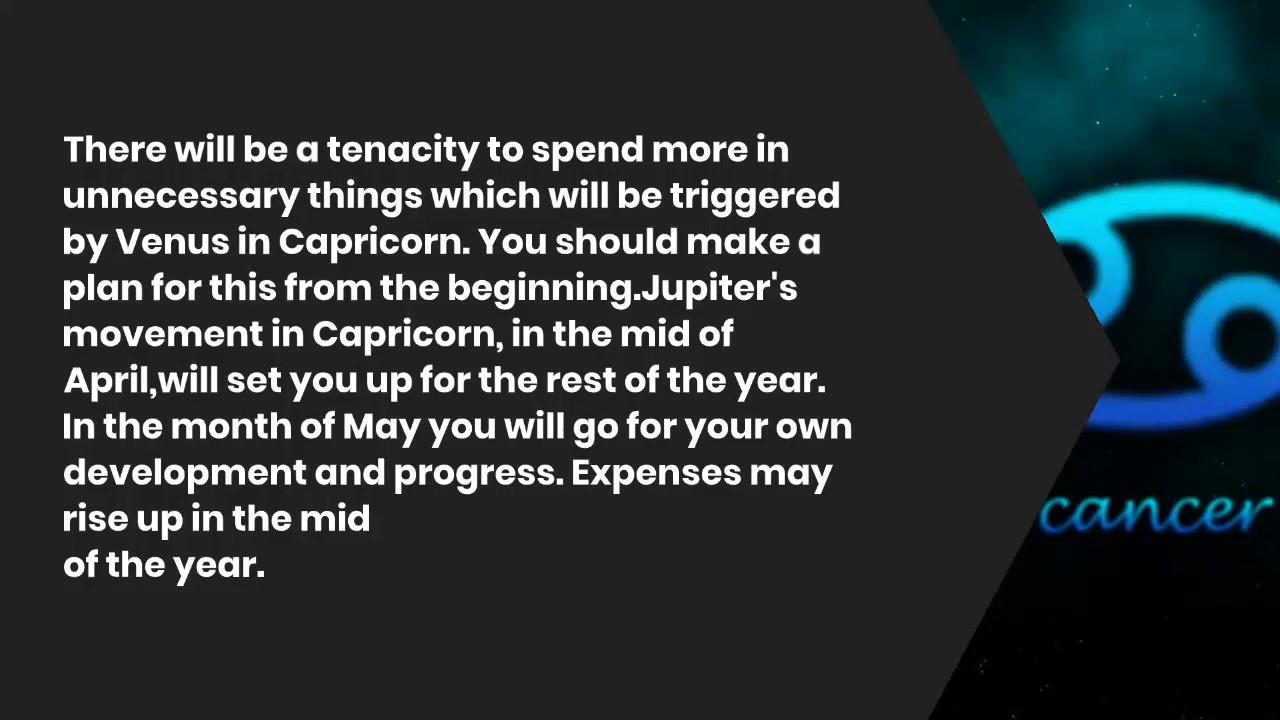 There will be a tenacity to spend more in
unnecessary things which will be triggered
by Venus in Capricorn. You should make a
plan for this from the beginning.Jupiter's
movement in Capricorn, in the mid of
April,will set you up for the rest of the year.
In the month of May you will go for your own
development and progress. Expenses may
rise up in the mid
of the year.
cancer